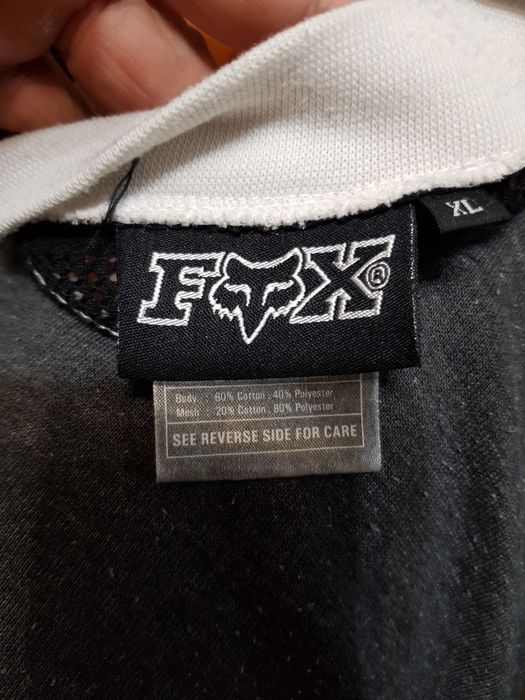 XL
FOX®
Body : 60% Cotton . 40% Polyester
Mesh : 20% Cotton . 80% Polyester
SEE REVERSE SIDE FOR CARE